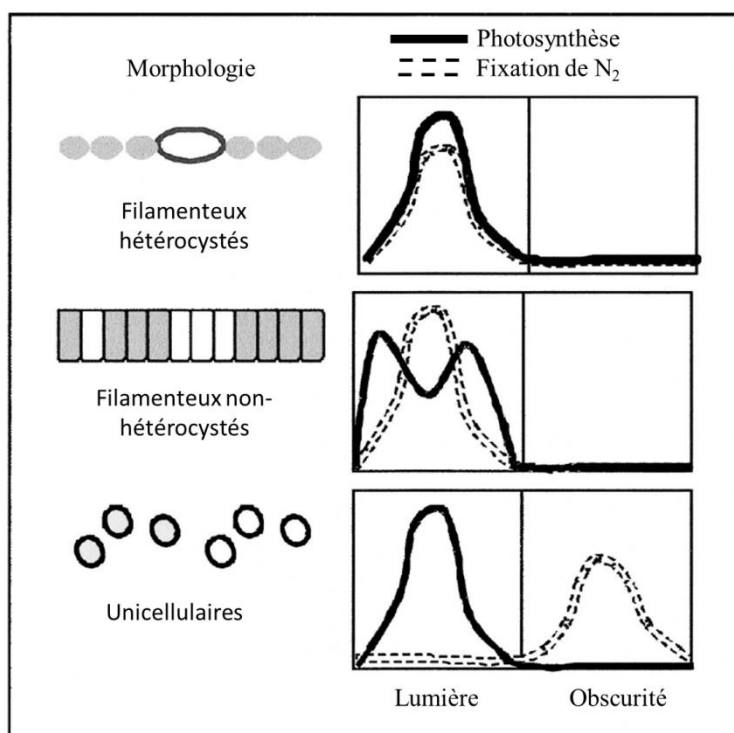 Photosynthèse
Morphologie
Fixation de N₂
Filamenteux
hétérocystés
Filamenteux non-
hétérocystés
Unicellulaires
Lumière
Obscurité